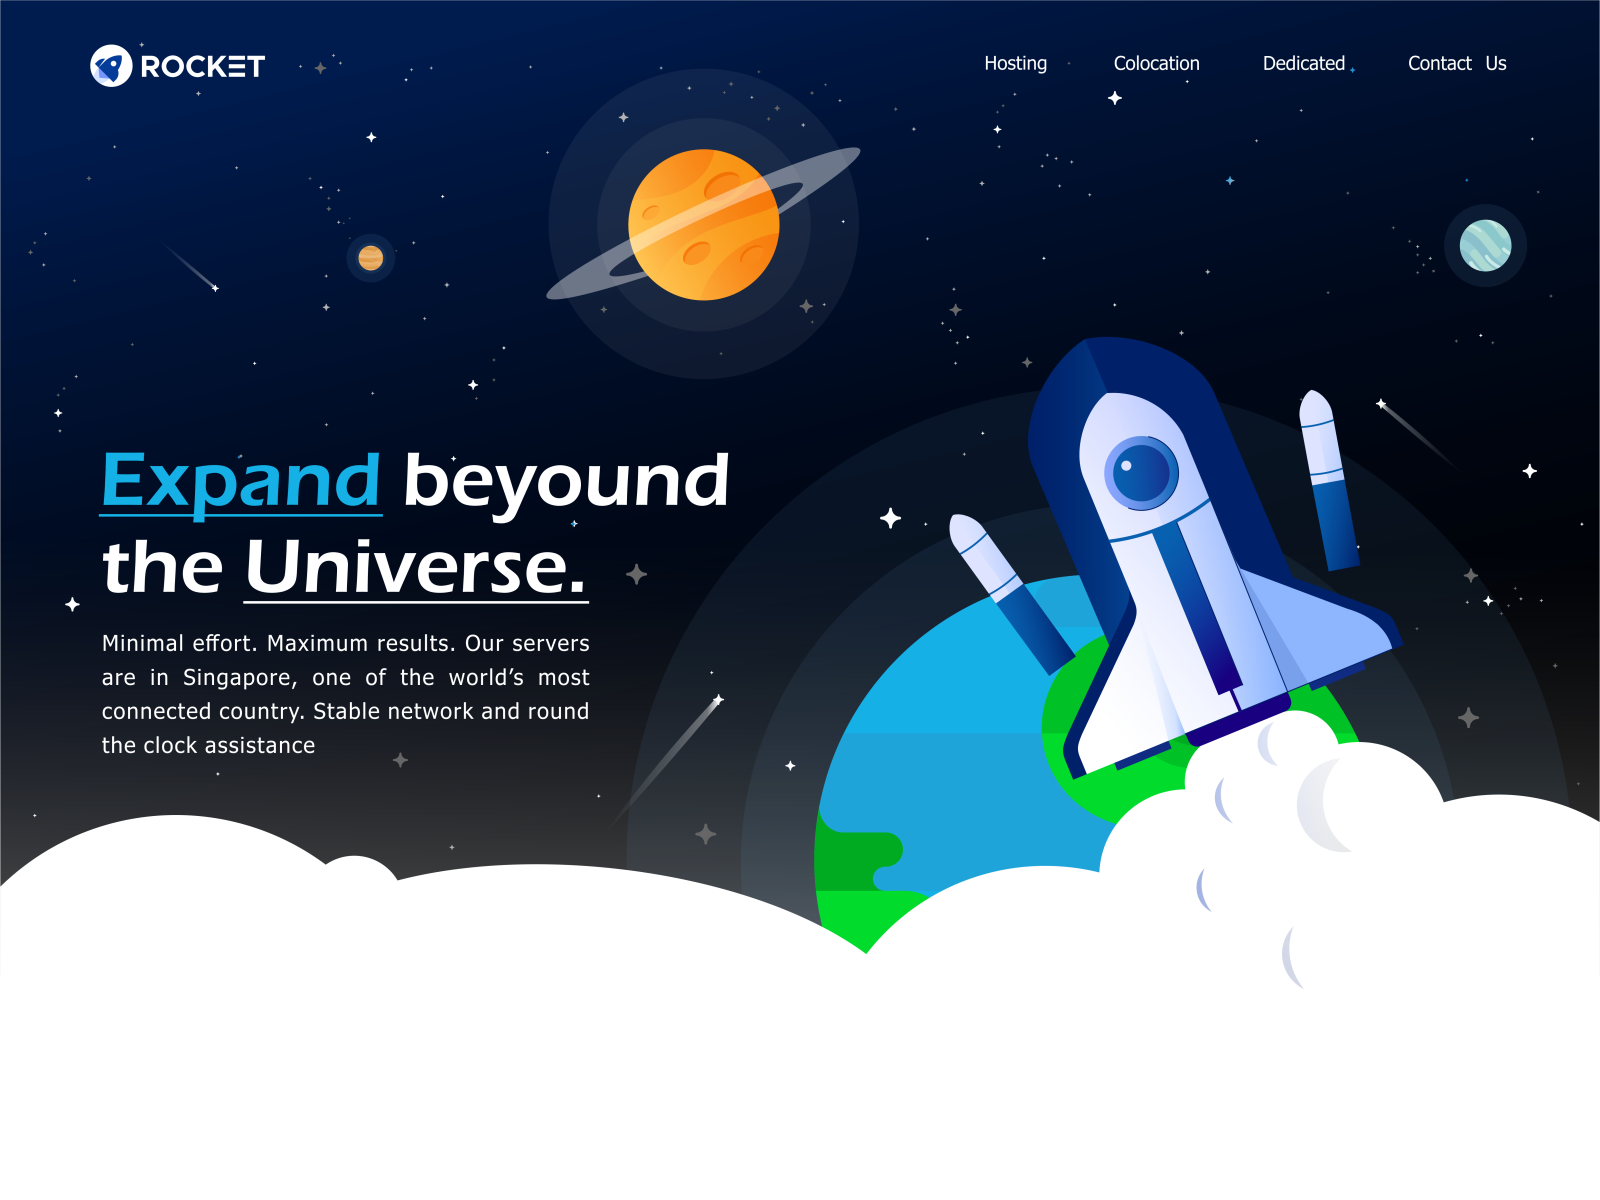 ROCKET
Hosting Colocation Dedicated Contact Us
Expand beyound
the Universe.
Minimal effort. Maximum results. Our servers
are in Singapore, one of the world’s most
connected country. Stable network and round
the clock assistance